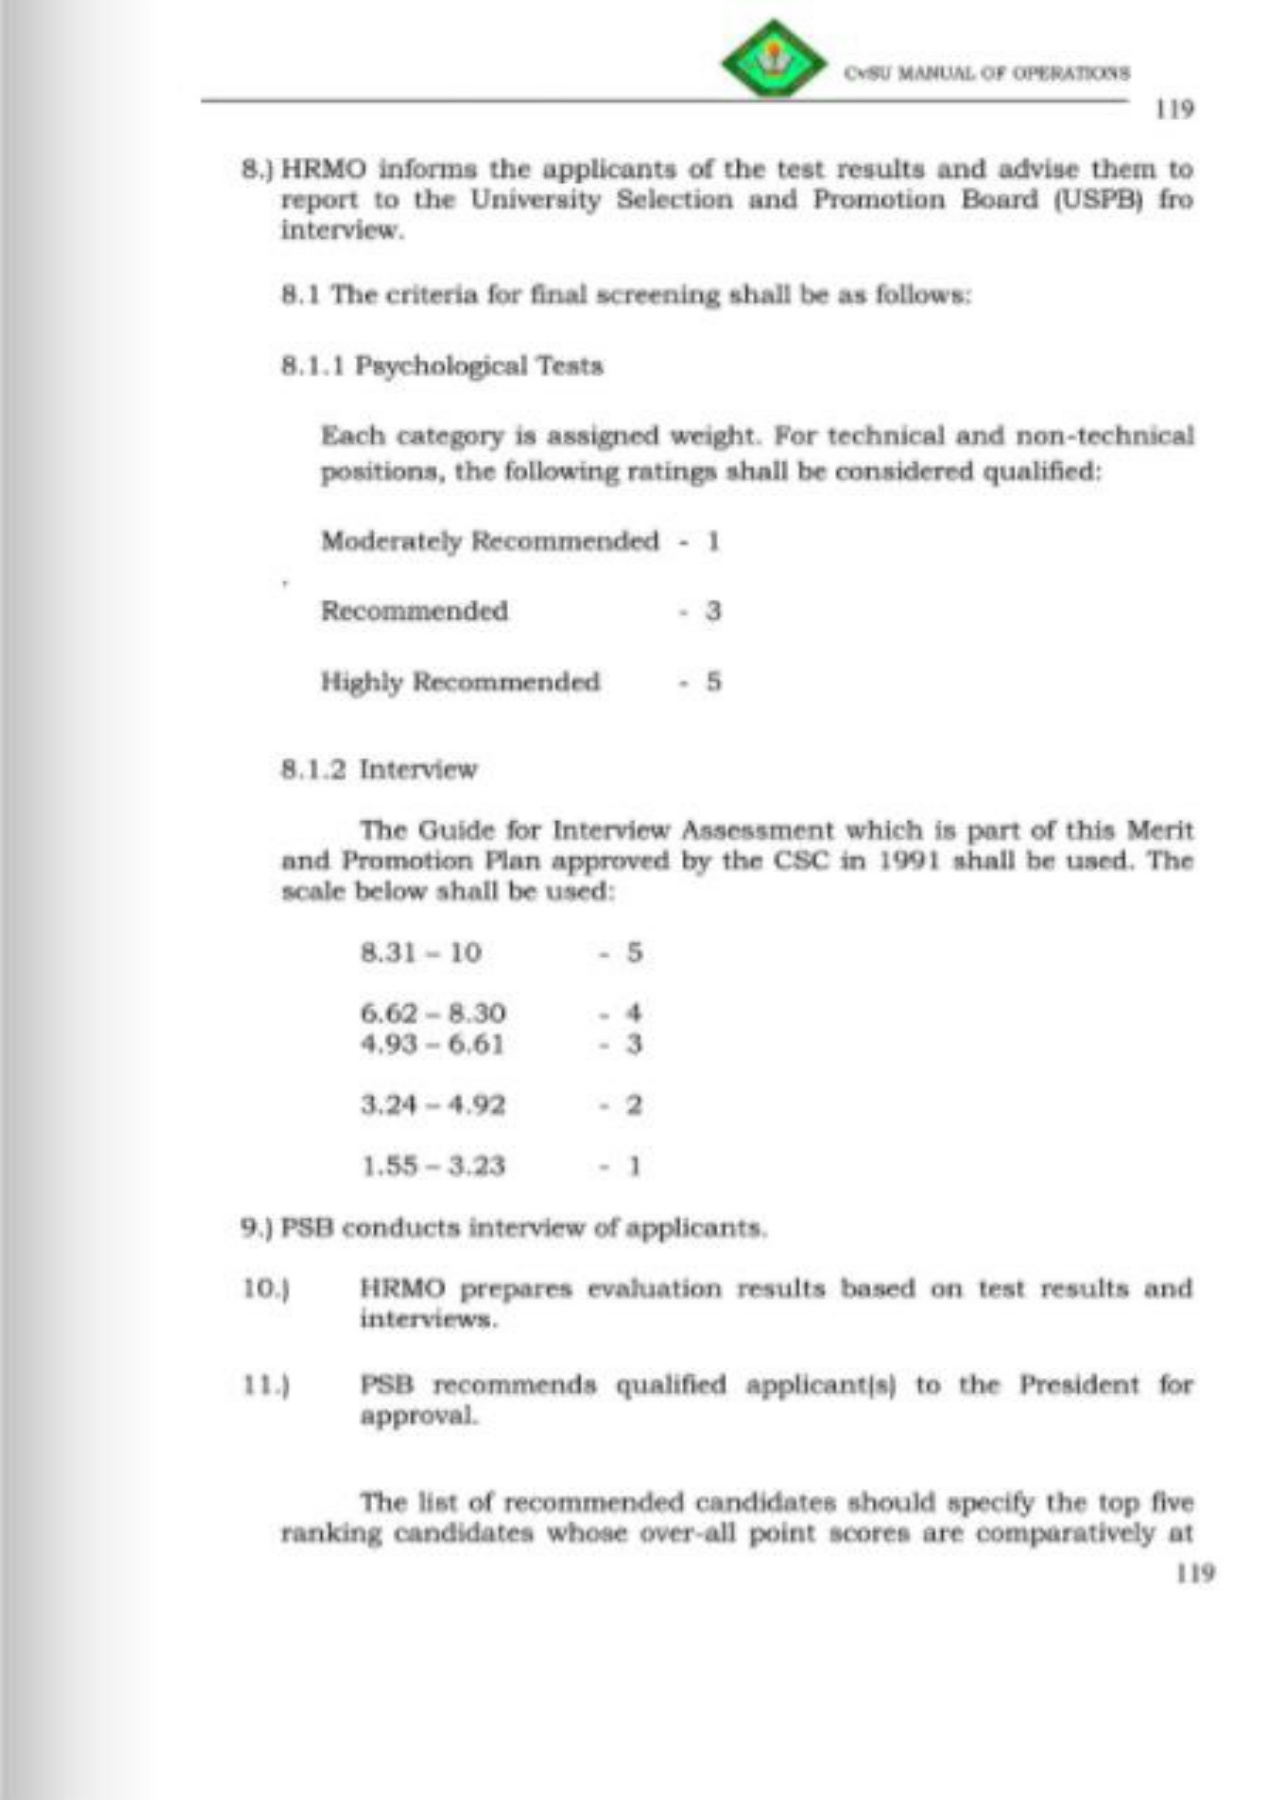 CvSU MANUAL OF OPERATIONS
119
8.) HRMO informs the applicants of the test results and advise them to
report to the University Selection and Promotion Board (USPB) fro
interview.
8.1 The criteria for final screening shall be as follows:
8.1.1 Psychological Tests
Each category is assigned weight. For technical and non-technical
positions, the following ratings shall be considered qualified:
Moderately Recommended - 1
Recommended - 3
Highly Recommended - 5
8.1.2 Interview
The Guide for Interview Assessment which is part of this Merit
and Promotion Plan approved by the CSC in 1991 shall be used. The
scale below shall be used:
8.31 – 10 - 5
6.62 – 8.30 - 4
4.93 – 6.61 - 3
3.24 – 4.92 - 2
1.55 – 3.23 - 1
9.) PSB conducts interview of applicants.
10.) HRMO prepares evaluation results based on test results and
interviews.
11.) PSB recommends qualified applicant(s) to the President for
approval.
The list of recommended candidates should specify the top five
ranking candidates whose over-all point scores are comparatively at
119